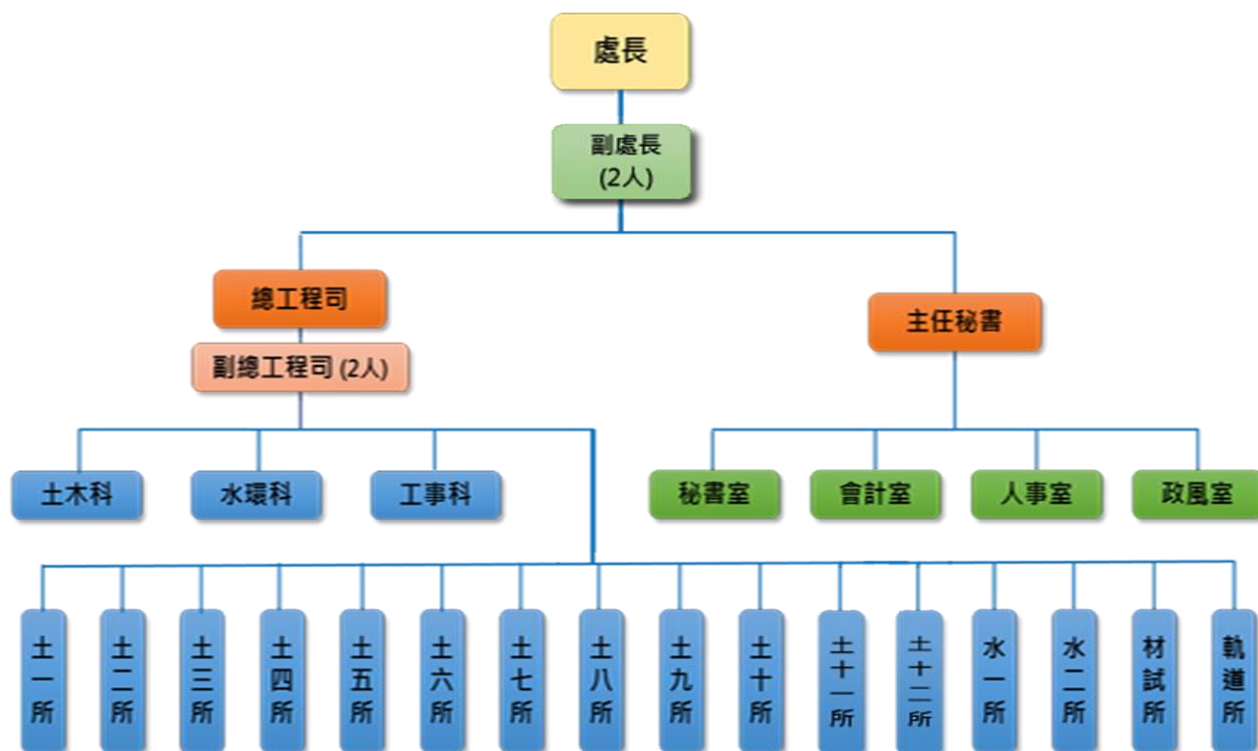 處長
副處長
(2人)
總工程司
主任秘書
副總工程司 (2人)
土木科
水環科
工事科
秘書室
會計室
人事室
政風室
土一所
土二所
土三所
土四所
土五所
土六所
土七所
土八所
土九所
土十所
土十一所
土十二所
水一所
水二所
材試所
軌道所